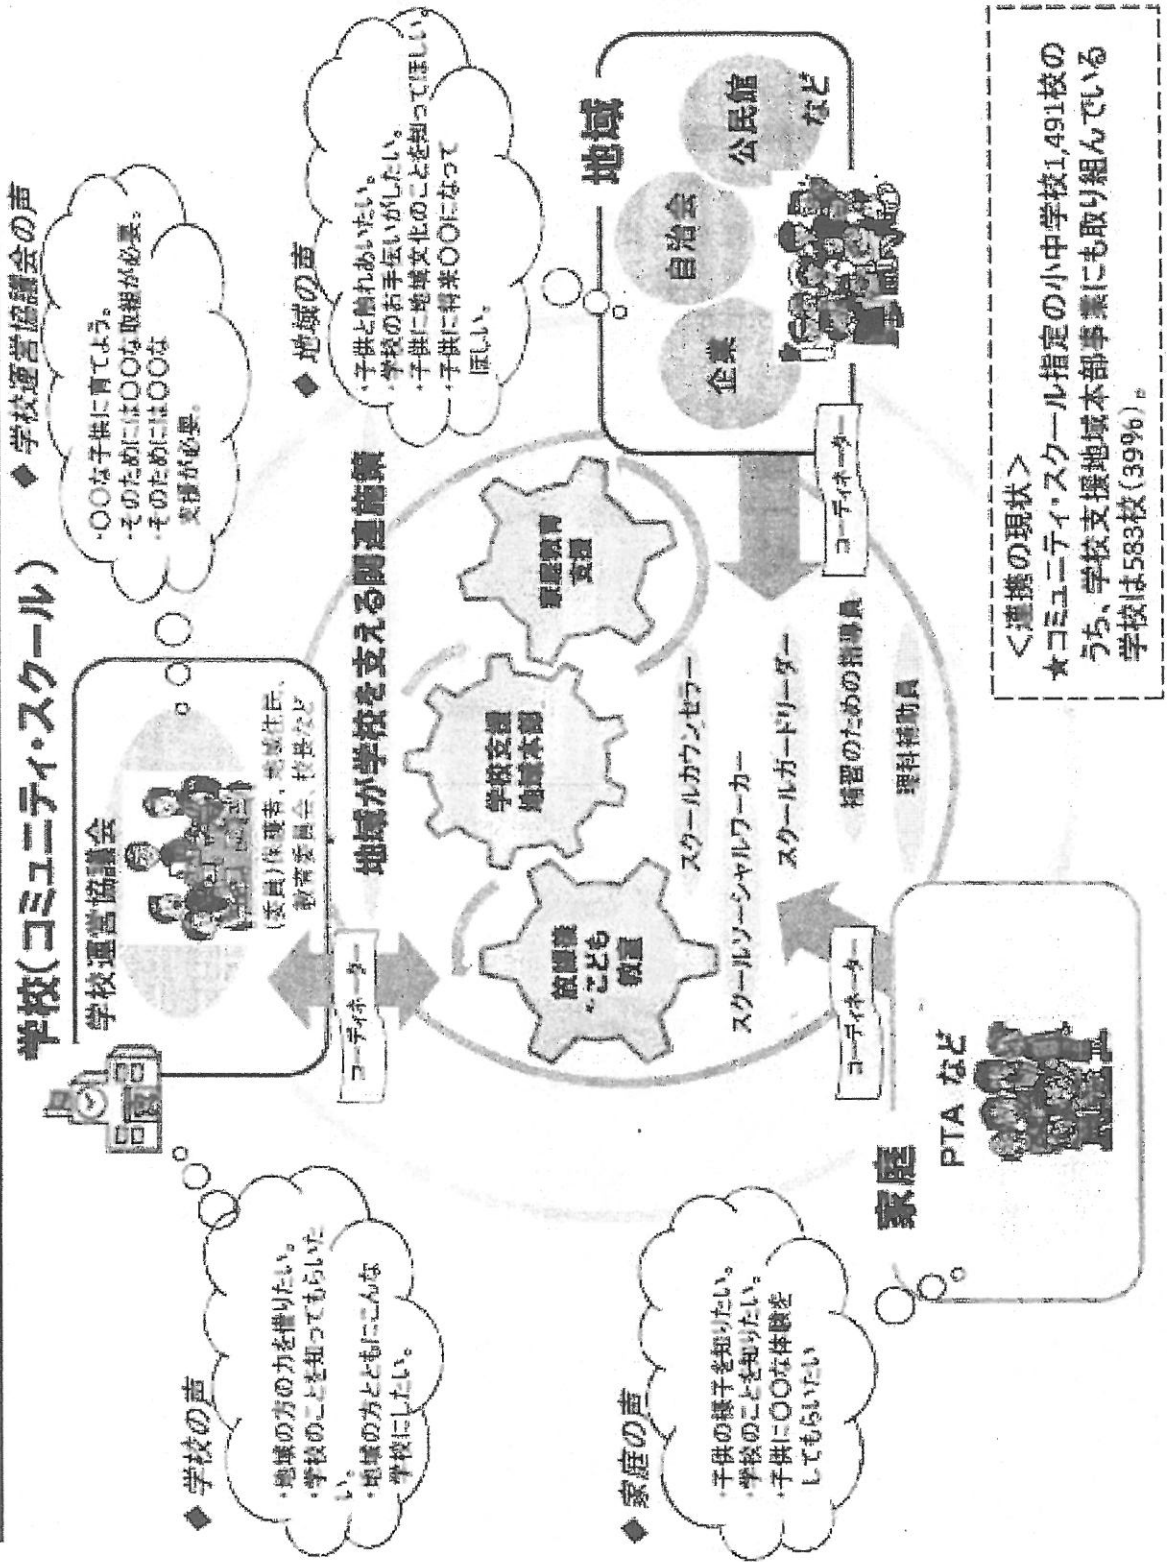 学校(コミュニティ・スクール)
◆ 学校の声
・地域の方の力を借りたい。
・学校のことを知ってもらいた
い。
・地域の方とともにこんな
学校にしたい。
学校運営協議会
(委員)保護者、地域住民、
教育委員会、校長など
◆ 学校運営協議会の声
・〇〇な子供に育てよう。
・そのためには〇〇な取組が必要。
・そのためには〇〇な
支援が必要。
コーディネーター
地域が学校を支える関連施策
放課後
こども
教室
学校支援
地域本部
家庭教育
支援
スクールカウンセラー
スクールソーシャルワーカー
スクールガードリーダー
補習のための指導員
理科補助員
◆ 地域の声
・子供と触れあいたい。
・学校のお手伝いがしたい。
・子供に地域文化のことを知ってほしい。
・子供に将来〇〇になって
ほしい。
地域
企業
自治会
公民館
など
コーディネーター
◆ 家庭の声
・子供の様子を知りたい。
・学校のことを知りたい。
・子供に〇〇な体験を
してもらいたい
家庭
PTA など
コーディネーター
<連携の現状>
★コミュニティ・スクール指定の小中学校1,491校の
うち、学校支援地域本部事業にも取り組んでいる
学校は583校(39%)。